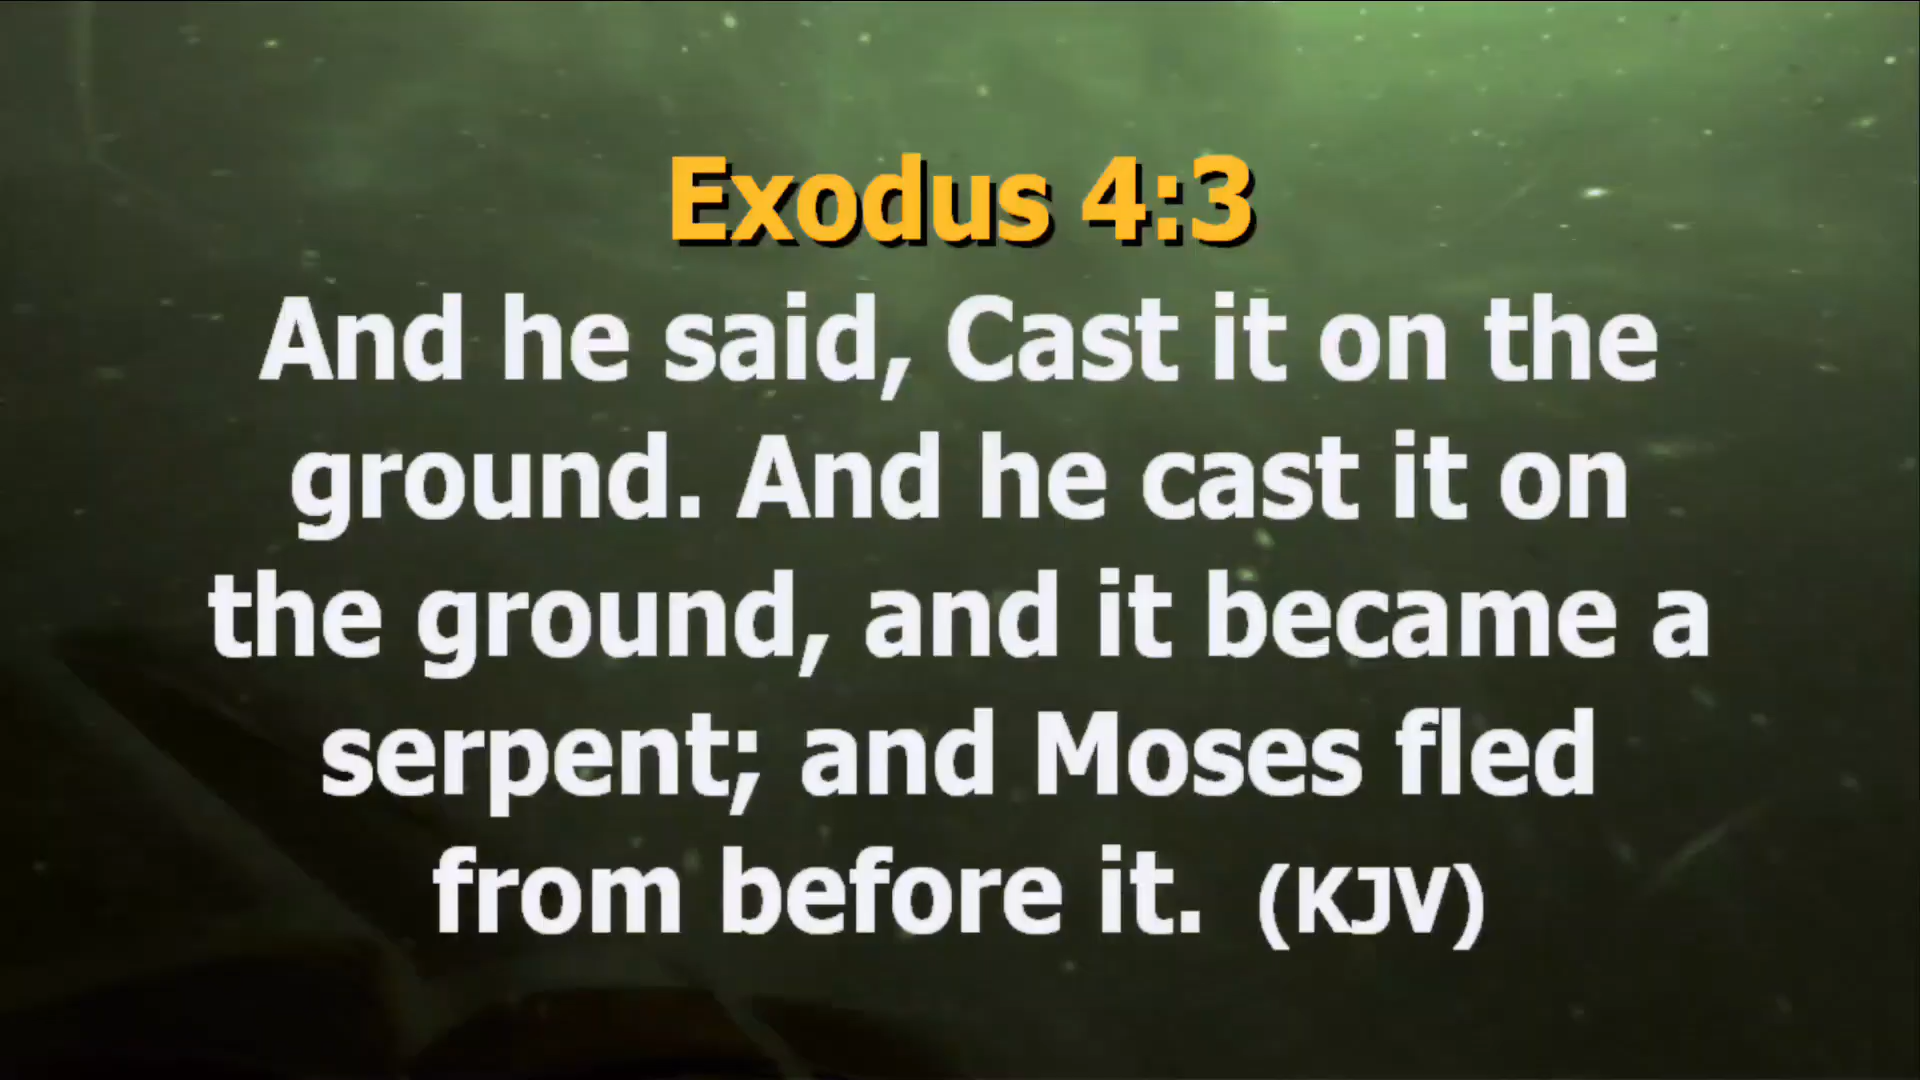 Exodus 4:3
And he said, Cast it on the
ground. And he cast it on
the ground, and it became a
serpent; and Moses fled
from before it. (KJV)